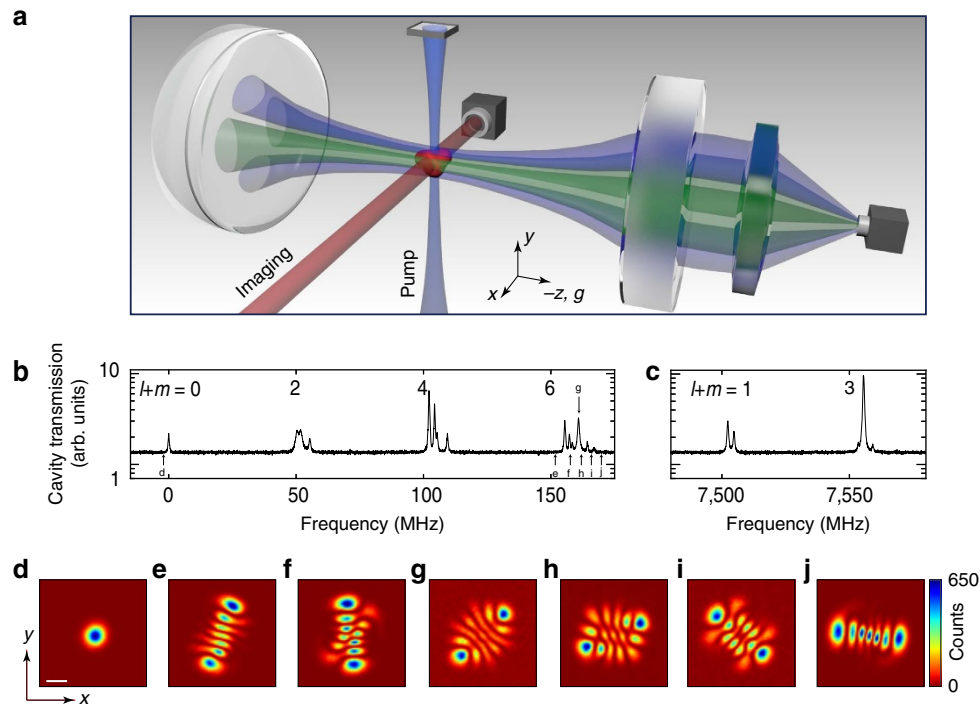 a
Imaging
Pump
y
x
–z, g
b
c
Cavity transmission
(arb. units)
10
1
l+m = 0
2
4
6
g
d
e
f
h
i
j
0
50
100
150
Frequency (MHz)
l+m = 1
3
7,500
7,550
Frequency (MHz)
d
e
f
g
h
i
j
650
Counts
0
y
x